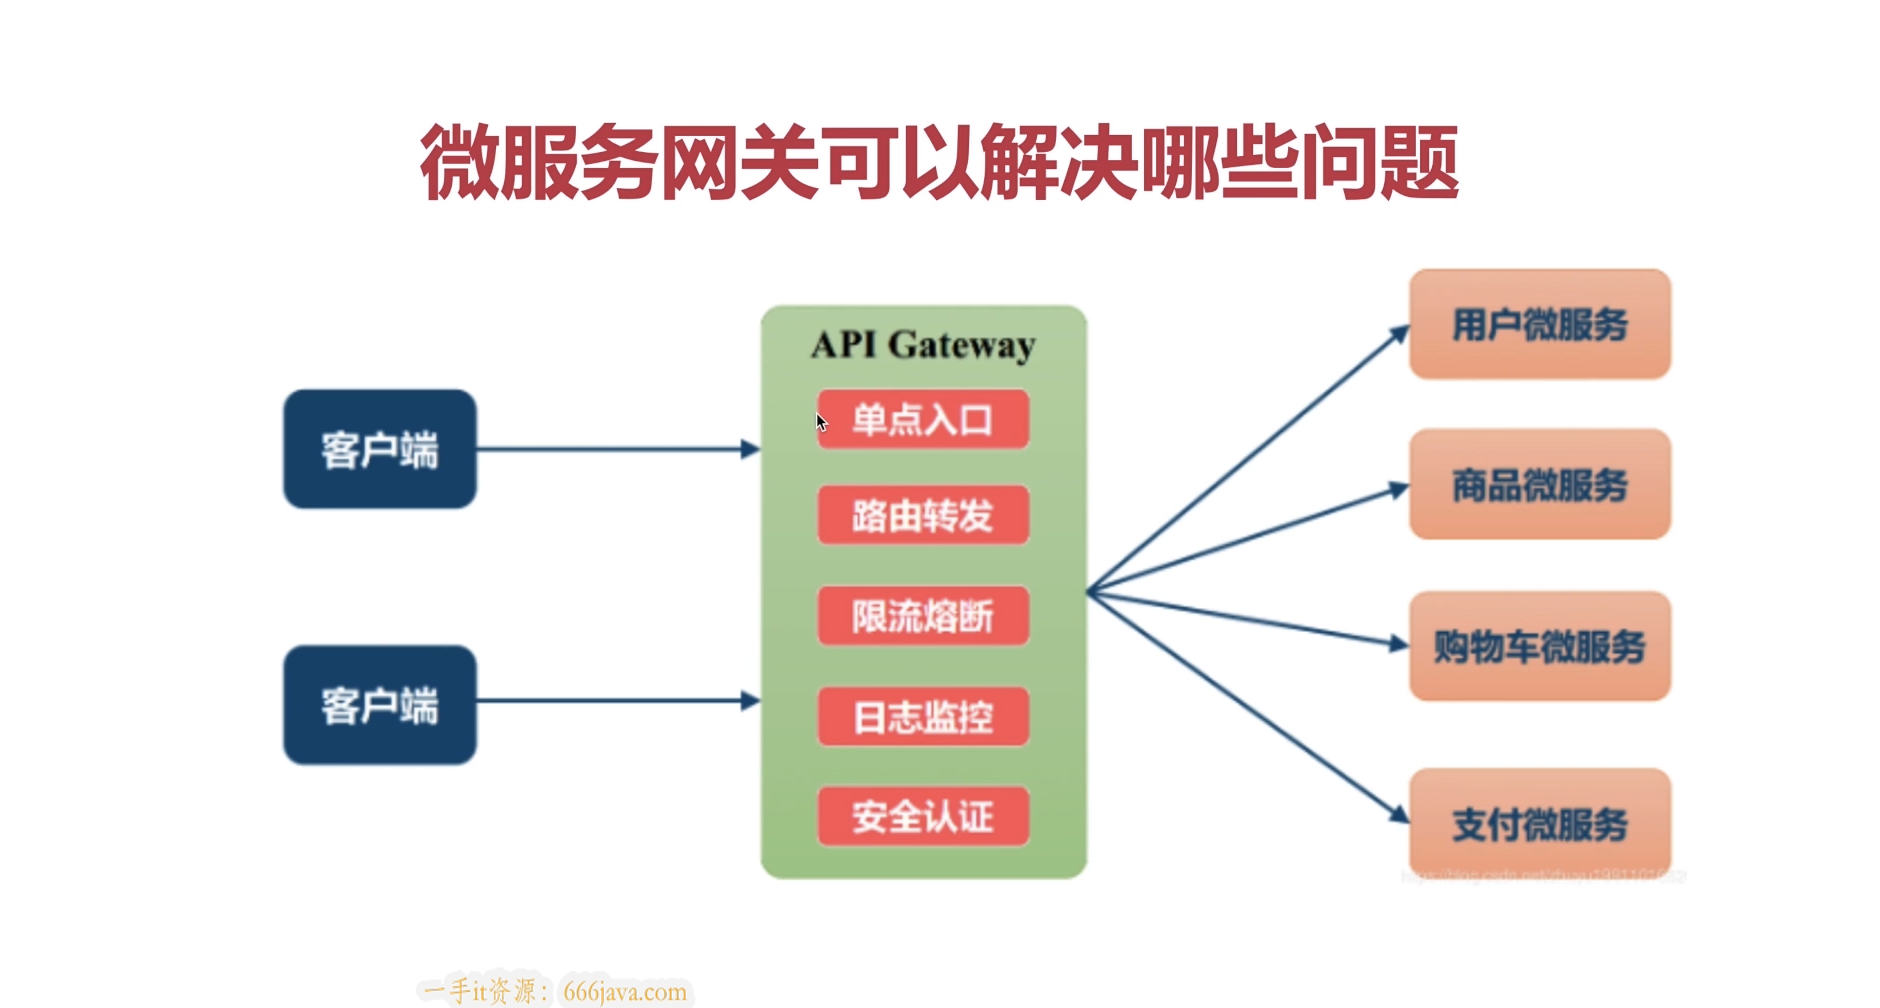 微服务网关可以解决哪些问题
客户端
客户端
API Gateway
单点入口
路由转发
限流熔断
日志监控
安全认证
用户微服务
商品微服务
购物车微服务
支付微服务
一手it资源：666java.com